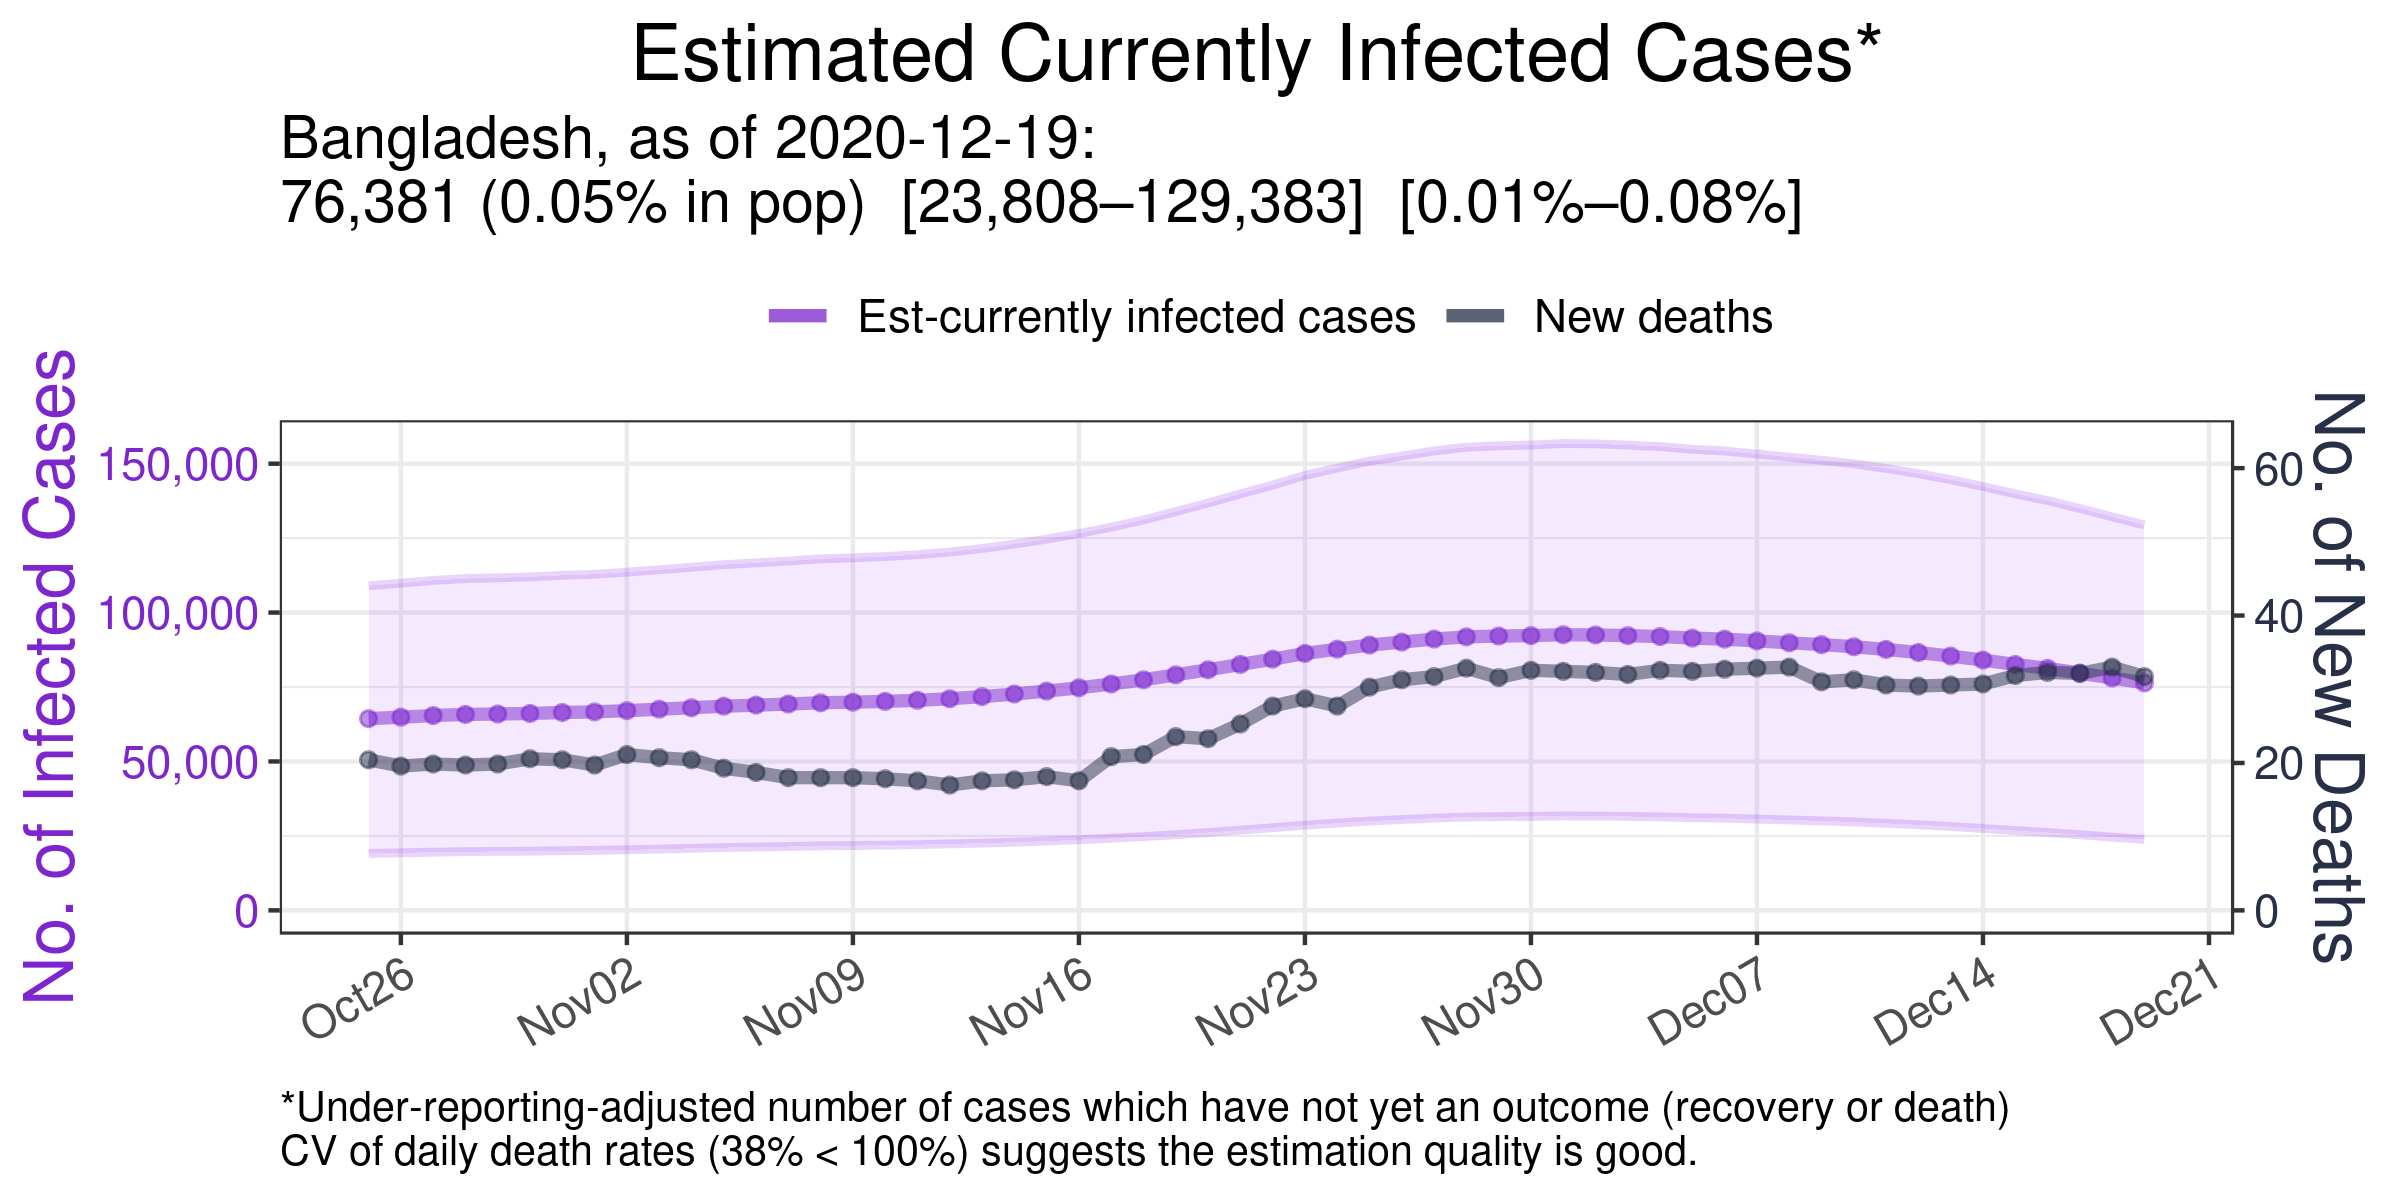 Estimated Currently Infected Cases*
Bangladesh, as of 2020-12-19:
76,381 (0.05% in pop)  [23,808–129,383]  [0.01%–0.08%]
Est-currently infected cases
New deaths
No. of Infected Cases
150,000
100,000
50,000
0
No. of New Deaths
60
40
20
0
Oct26
Nov02
Nov09
Nov16
Nov23
Nov30
Dec07
Dec14
Dec21
*Under-reporting-adjusted number of cases which have not yet an outcome (recovery or death)
CV of daily death rates (38% < 100%) suggests the estimation quality is good.